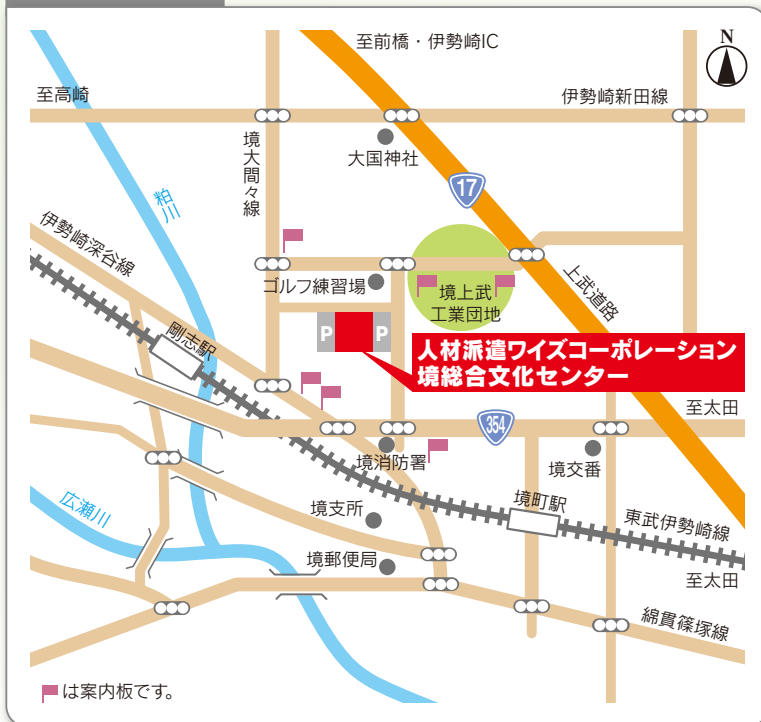 至前橋・伊勢崎IC
N
至高崎
伊勢崎新田線
境大間々線
大国神社
粕川
17
伊勢崎深谷線
上武道路
ゴルフ練習場
境上武
工業団地
剛志駅
P
P
人材派遣ワイズコーポレーション
境総合文化センター
至太田
354
境消防署
境交番
広瀬川
境支所
境町駅
東武伊勢崎線
境郵便局
至太田
綿貫篠塚線
は案内板です。